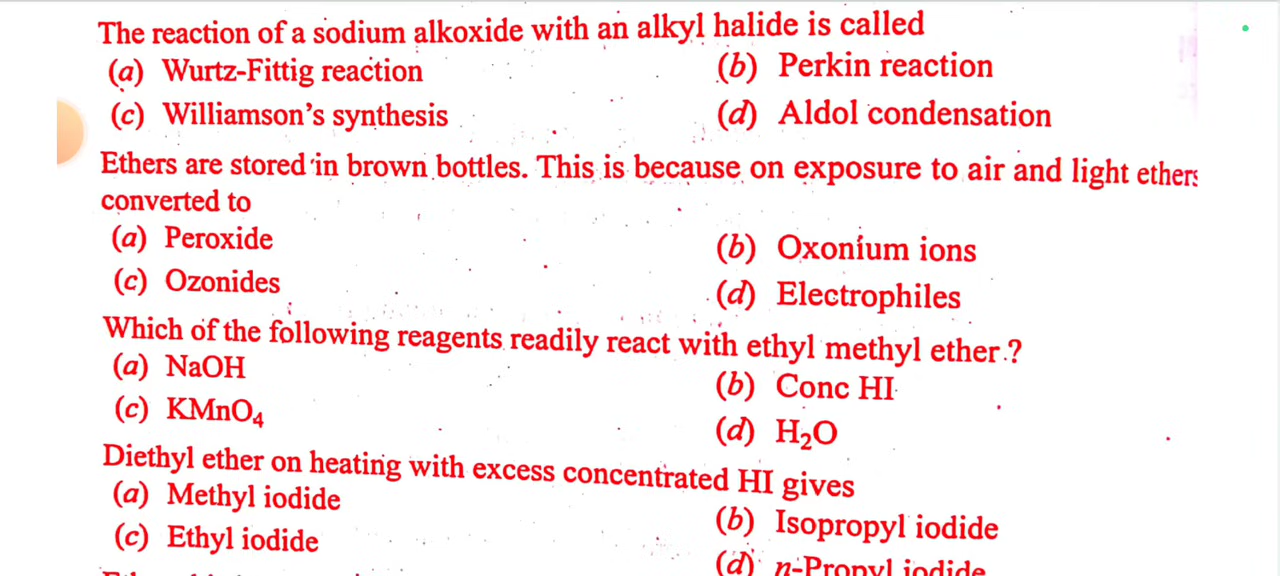 The reaction of a sodium alkoxide with an alkyl halide is called
(a) Wurtz-Fittig reaction (b) Perkin reaction
(c) Williamson's synthesis (d) Aldol condensation
Ethers are stored in brown bottles. This is because on exposure to air and light ethers
converted to
(a) Peroxide (b) Oxonium ions
(c) Ozonides (d) Electrophiles
Which of the following reagents readily react with ethyl methyl ether ?
(a) NaOH (b) Conc HI
(c) KMnO₄ (d) H₂O
Diethyl ether on heating with excess concentrated HI gives
(a) Methyl iodide (b) Isopropyl iodide
(c) Ethyl iodide (d) n-Propyl iodide